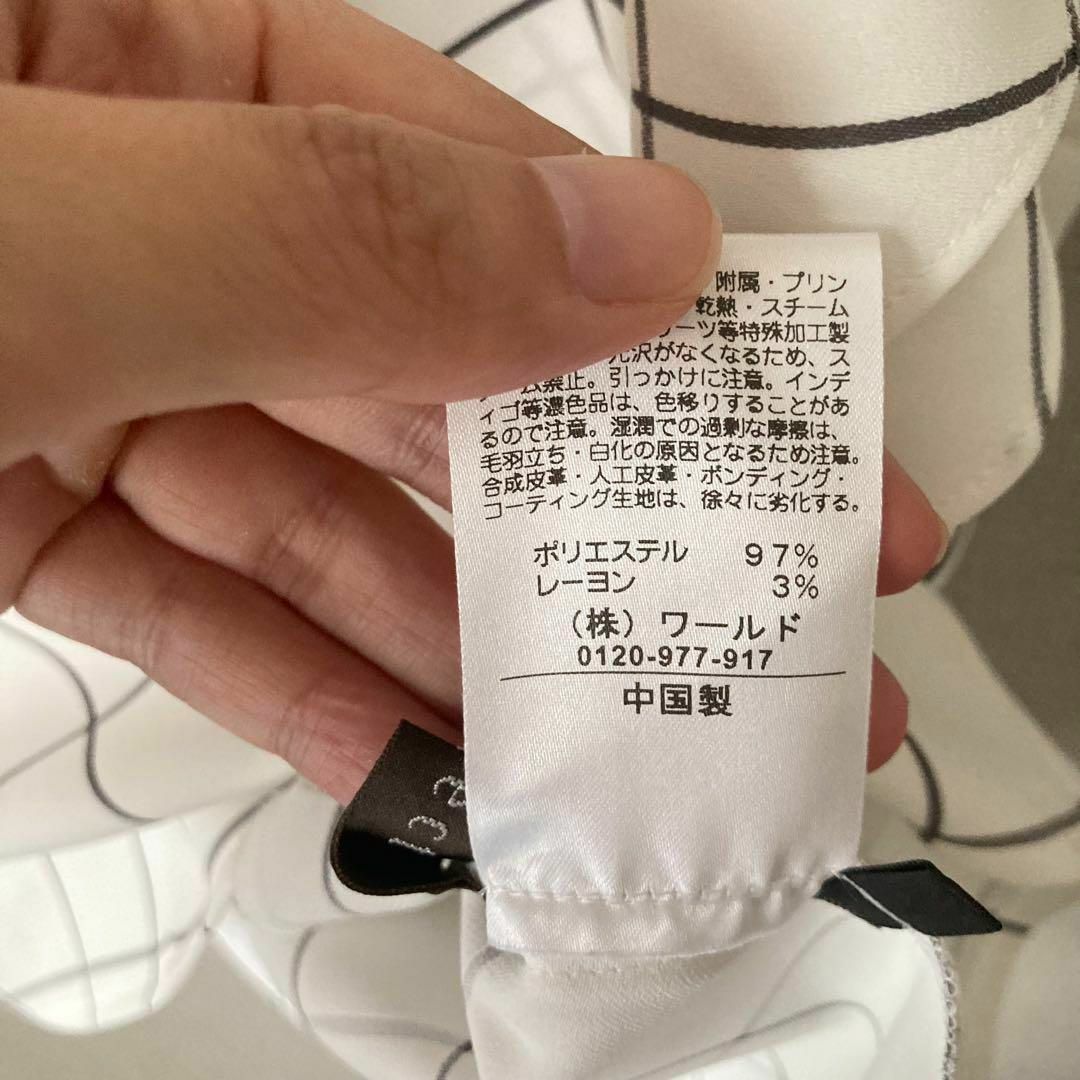 附属・プリン
乾熱・スチーム
リーツ等特殊加工製
光沢がなくなるため、ス
ム禁止。引っかけに注意。インデ
ィゴ等濃色品は、色移りすることがあ
るので注意。湿潤での過剰な摩擦は、
毛羽立ち・白化の原因となるため注意。
合成皮革・人工皮革・ボンディング・
コーティング生地は、徐々に劣化する。
ポリエステル 97%
レーヨン 3%
（株）ワールド
0120-977-917
中国製